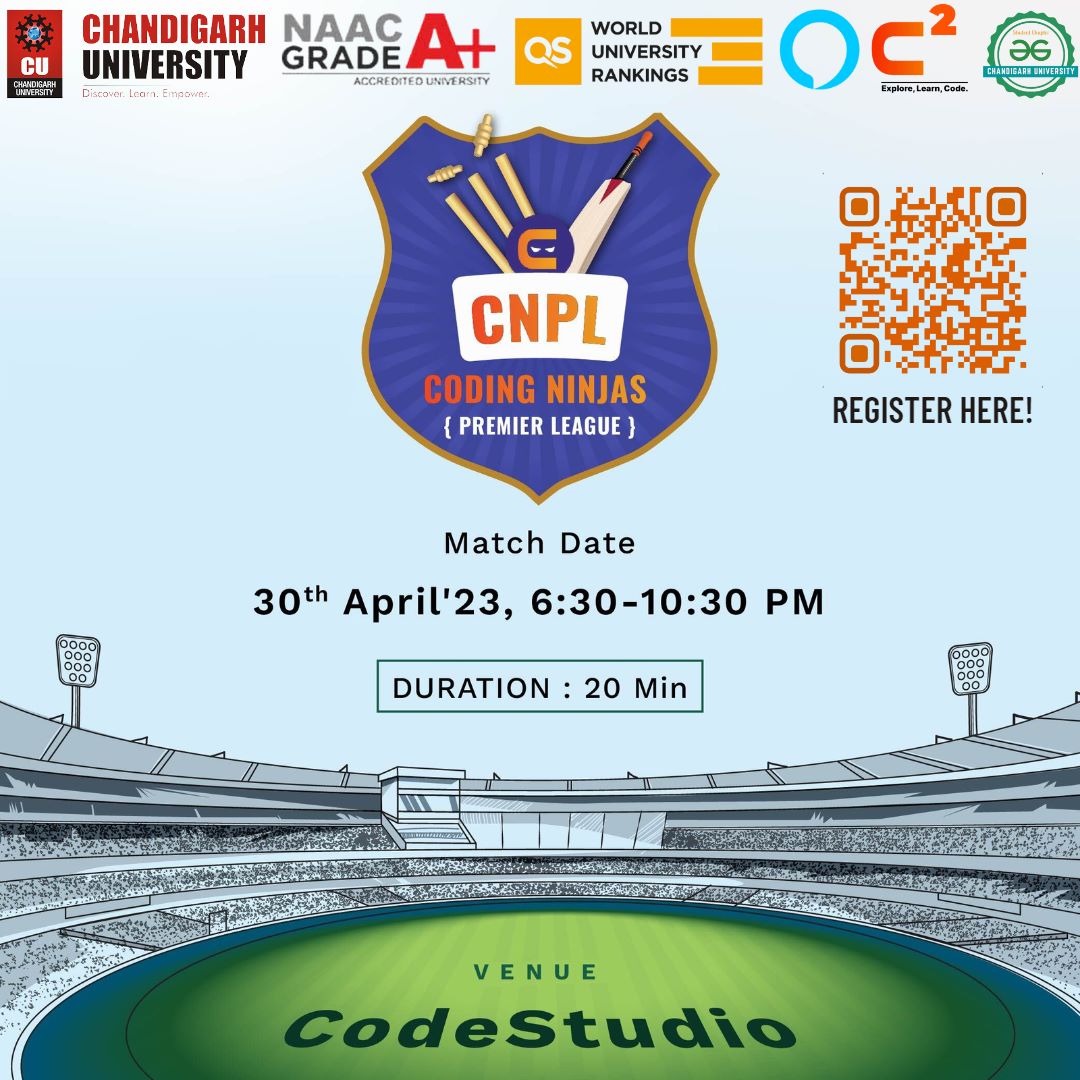 CU
CHANDIGARH
UNIVERSITY
CHANDIGARH
UNIVERSITY
Discover. Learn. Empower.
NAAC
GRADE A+
ACCREDITED UNIVERSITY
QS
WORLD
UNIVERSITY
RANKINGS
C2
Explore, Learn, Code.
Student Chapter
CHANDIGARH UNIVERSITY
C
CNPL
CODING NINJAS
{ PREMIER LEAGUE }
REGISTER HERE!
Match Date
30th April'23, 6:30-10:30 PM
DURATION : 20 Min
VENUE
CodeStudio